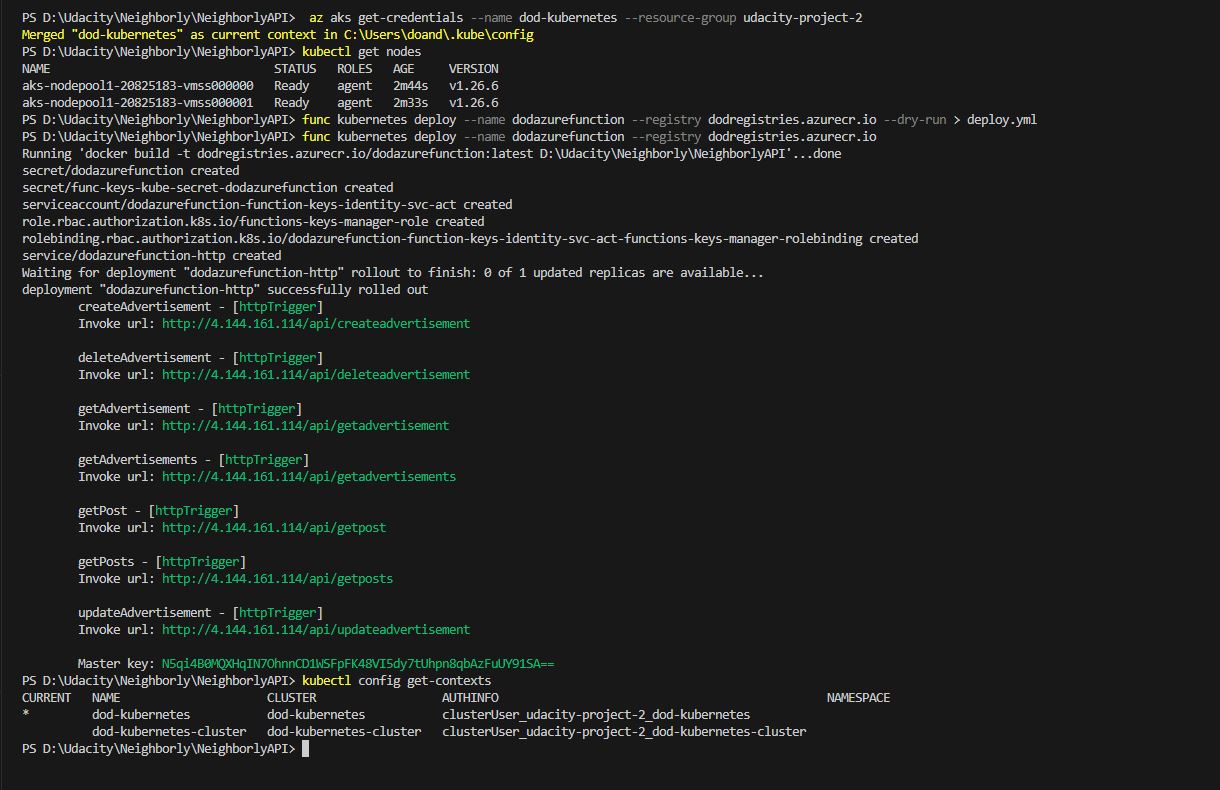 PS D:\Udacity\Neighborly\NeighborlyAPI>  az aks get-credentials --name dod-kubernetes --resource-group udacity-project-2
Merged "dod-kubernetes" as current context in C:\Users\doand\.kube\config
PS D:\Udacity\Neighborly\NeighborlyAPI> kubectl get nodes
NAME                                STATUS   ROLES   AGE     VERSION
aks-nodepool1-20825183-vmss000000   Ready    agent   2m44s   v1.26.6
aks-nodepool1-20825183-vmss000001   Ready    agent   2m33s   v1.26.6
PS D:\Udacity\Neighborly\NeighborlyAPI> func kubernetes deploy --name dodazurefunction --registry dodregistries.azurecr.io --dry-run > deploy.yml
PS D:\Udacity\Neighborly\NeighborlyAPI> func kubernetes deploy --name dodazurefunction --registry dodregistries.azurecr.io
Running 'docker build -t dodregistries.azurecr.io/dodazurefunction:latest D:\Udacity\Neighborly\NeighborlyAPI'...done
secret/dodazurefunction created
secret/func-keys-kube-secret-dodazurefunction created
serviceaccount/dodazurefunction-function-keys-identity-svc-act created
role.rbac.authorization.k8s.io/functions-keys-manager-role created
rolebinding.rbac.authorization.k8s.io/dodazurefunction-function-keys-identity-svc-act-functions-keys-manager-rolebinding created
service/dodazurefunction-http created
Waiting for deployment "dodazurefunction-http" rollout to finish: 0 of 1 updated replicas are available...
deployment "dodazurefunction-http" successfully rolled out
createAdvertisement - [httpTrigger]
Invoke url: http://4.144.161.114/api/createadvertisement
deleteAdvertisement - [httpTrigger]
Invoke url: http://4.144.161.114/api/deleteadvertisement
getAdvertisement - [httpTrigger]
Invoke url: http://4.144.161.114/api/getadvertisement
getAdvertisements - [httpTrigger]
Invoke url: http://4.144.161.114/api/getadvertisements
getPost - [httpTrigger]
Invoke url: http://4.144.161.114/api/getpost
getPosts - [httpTrigger]
Invoke url: http://4.144.161.114/api/getposts
updateAdvertisement - [httpTrigger]
Invoke url: http://4.144.161.114/api/updateadvertisement
Master key: N5qi4B0MQXHqIN7OhnnCD1WSFpFK48VI5dy7tUhpn8qbAzFuUY91SA==
PS D:\Udacity\Neighborly\NeighborlyAPI> kubectl config get-contexts
CURRENT   NAME                     CLUSTER                  AUTHINFO                                               NAMESPACE
*         dod-kubernetes           dod-kubernetes           clusterUser_udacity-project-2_dod-kubernetes
dod-kubernetes-cluster   dod-kubernetes-cluster   clusterUser_udacity-project-2_dod-kubernetes-cluster
PS D:\Udacity\Neighborly\NeighborlyAPI>